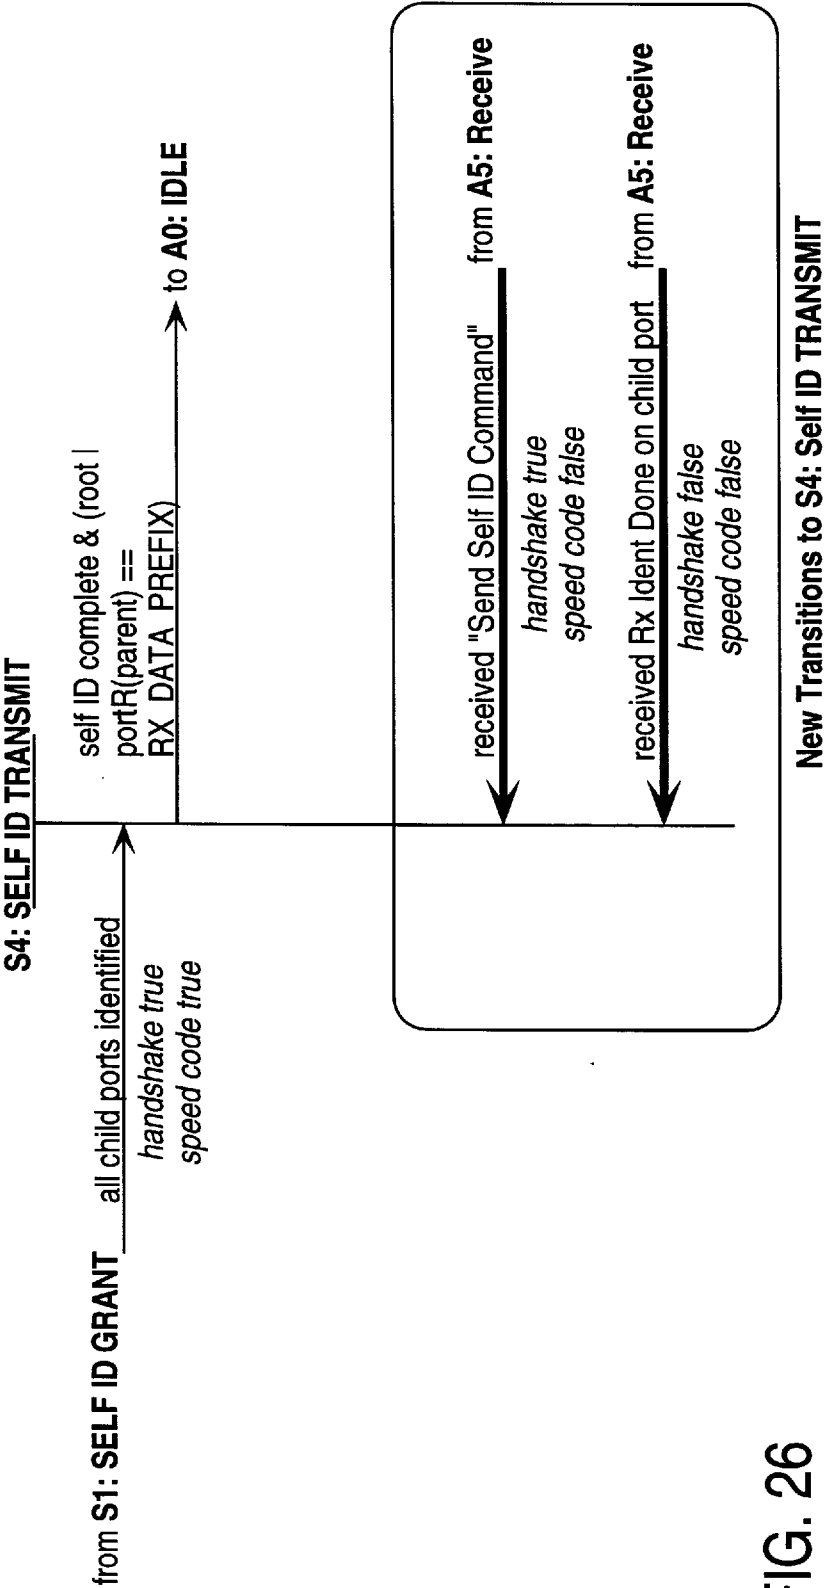 S4: SELF ID TRANSMIT
from S1: SELF ID GRANT
all child ports identified
handshake true
speed code true
self ID complete & (root |
portR(parent) ==
RX_DATA_PREFIX)
to A0: IDLE
received "Send Self ID Command"
from A5: Receive
handshake true
speed code false
received Rx Ident Done on child port
from A5: Receive
handshake false
speed code false
New Transitions to S4: Self ID TRANSMIT
FIG. 26